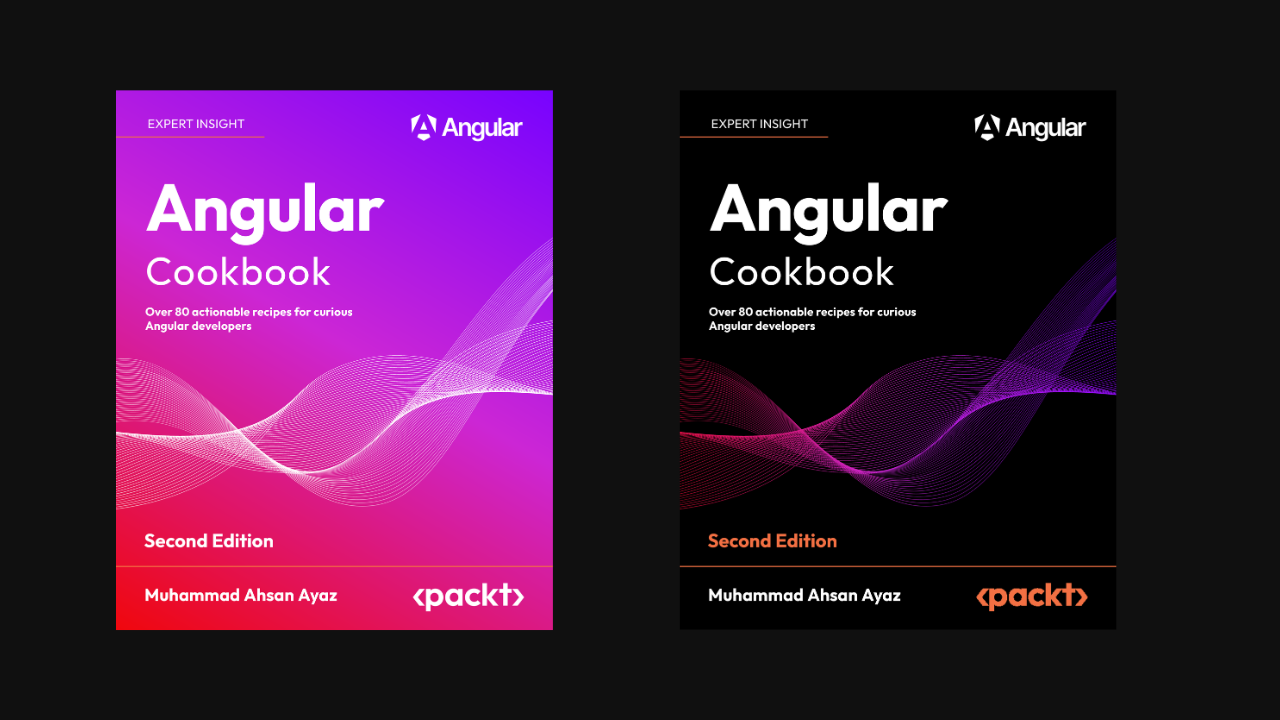 EXPERT INSIGHT
Angular
Angular
Cookbook
Over 80 actionable recipes for curious
Angular developers
Second Edition
Muhammad Ahsan Ayaz
<packt>
EXPERT INSIGHT
Angular
Angular
Cookbook
Over 80 actionable recipes for curious
Angular developers
Second Edition
Muhammad Ahsan Ayaz
<packt>